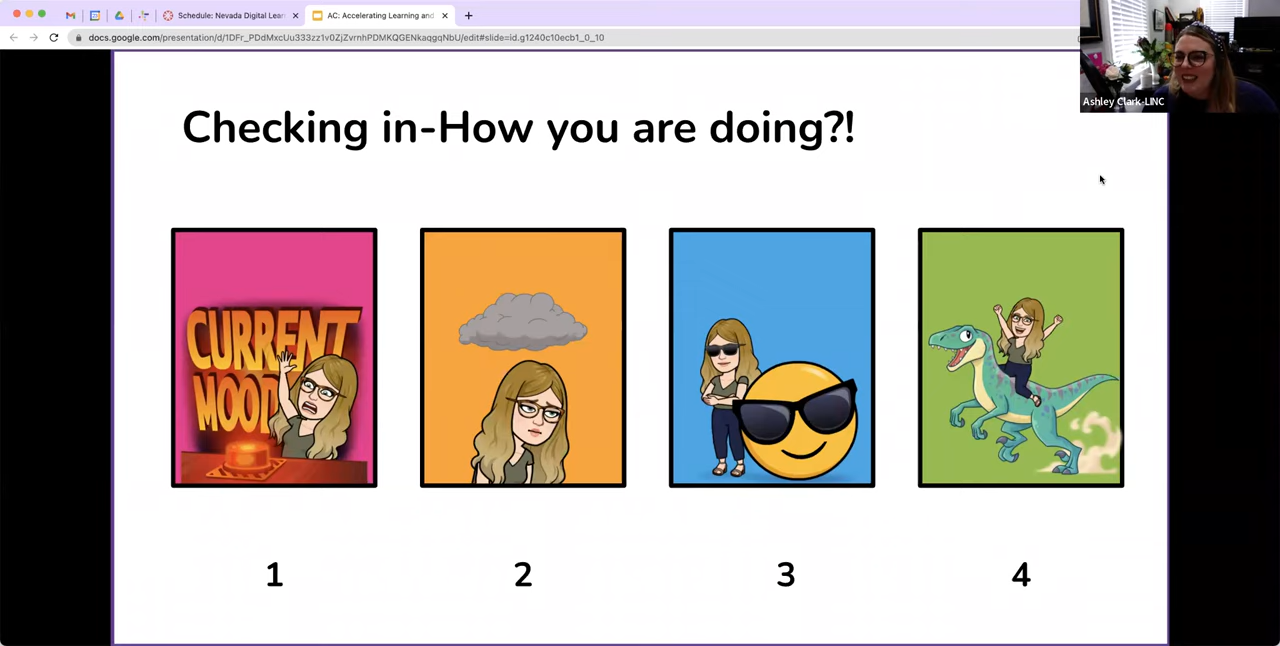 Schedule: Nevada Digital Lear
AC: Accelerating Learning and
docs.google.com/presentation/d/1DFr_PDdMxcUu333zz1v0ZjZvrnhPDMKQGENkaggqNbU/edit#slide=id.g1240c10ecb1_0_10
Ashley Clark-LINC
Checking in-How you are doing?!
CURRENT
MOOD
1
2
3
4